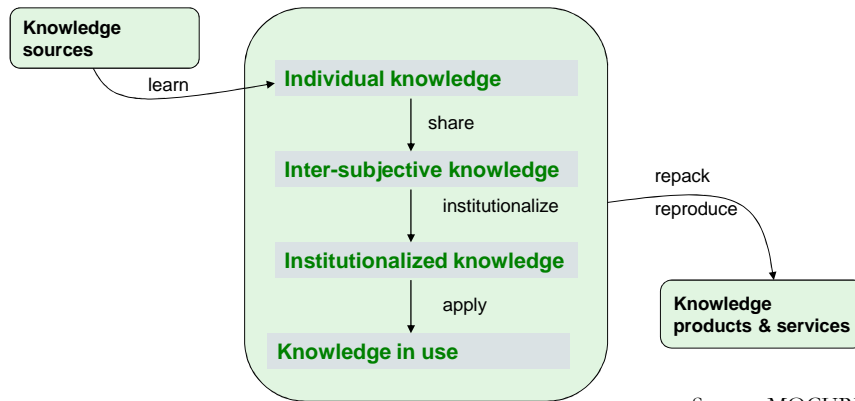 Knowledge
sources
learn
Individual knowledge
share
Inter-subjective knowledge
institutionalize
Institutionalized knowledge
apply
Knowledge in use
repack
reproduce
Knowledge
products & services